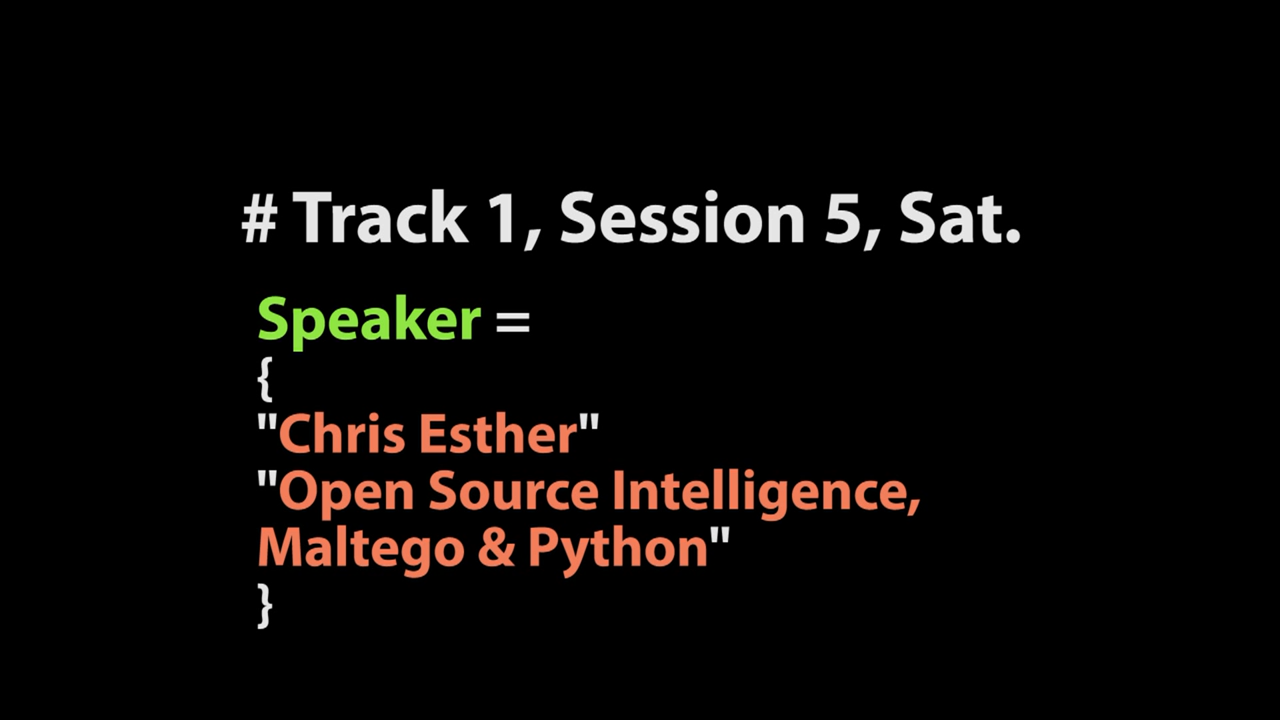 # Track 1, Session 5, Sat.
Speaker =
{
"Chris Esther"
"Open Source Intelligence,
Maltego & Python"
}